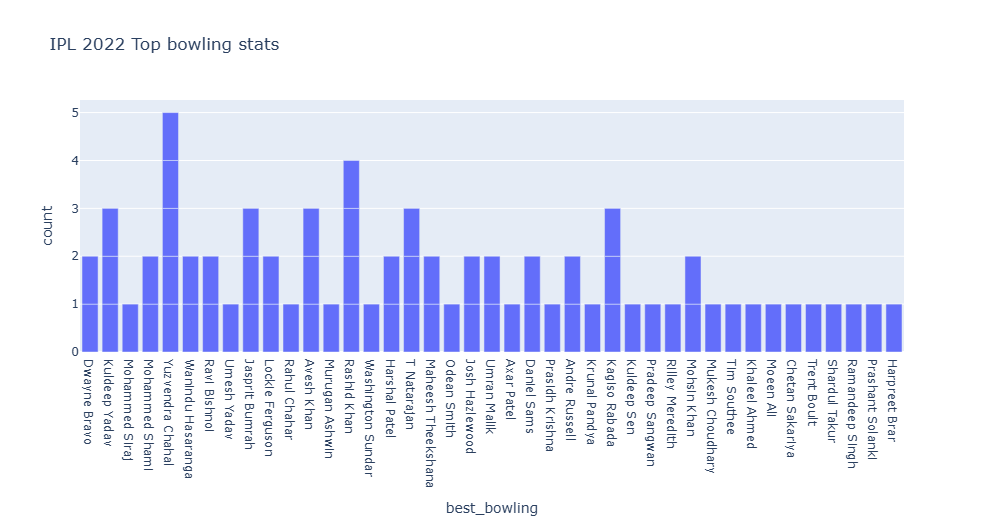 IPL 2022 Top bowling stats
count
5
4
3
2
1
0
Dwayne Bravo
Kuldeep Yadav
Mohammed Siraj
Mohammed Shami
Yuzvendra Chahal
Wanindu Hasaranga
Ravi Bishnoi
Umesh Yadav
Jasprit Bumrah
Lockie Ferguson
Rahul Chahar
Avesh Khan
Murugan Ashwin
Rashid Khan
Washington Sundar
Harshal Patel
T Natarajan
Maheesh Theekshana
Odean Smith
Josh Hazlewood
Umran Malik
Axar Patel
Daniel Sams
Prasidh Krishna
Andre Russell
Krunal Pandya
Kagiso Rabada
Kuldeep Sen
Pradeep Sangwan
Riley Meredith
Mohsin Khan
Mukesh Choudhary
Tim Southee
Khaleel Ahmed
Moeen Ali
Chetan Sakariya
Trent Boult
Shardul Takur
Ramandeep Singh
Prashant Solanki
Harpreet Brar
best_bowling